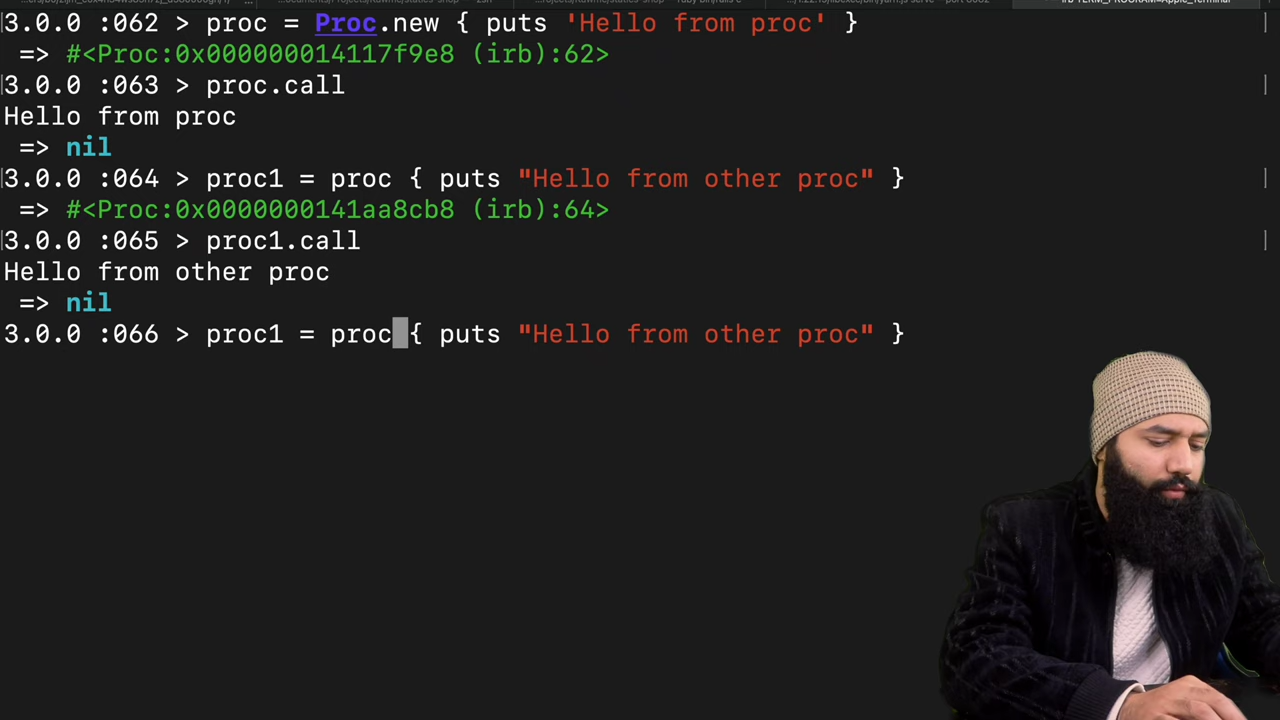 3.0.0 :062 > proc = Proc.new { puts 'Hello from proc' }
=> #<Proc:0x000000014117f9e8 (irb):62>
3.0.0 :063 > proc.call
Hello from proc
=> nil
3.0.0 :064 > proc1 = proc { puts "Hello from other proc" }
=> #<Proc:0x0000000141aa8cb8 (irb):64>
3.0.0 :065 > proc1.call
Hello from other proc
=> nil
3.0.0 :066 > proc1 = proc { puts "Hello from other proc" }